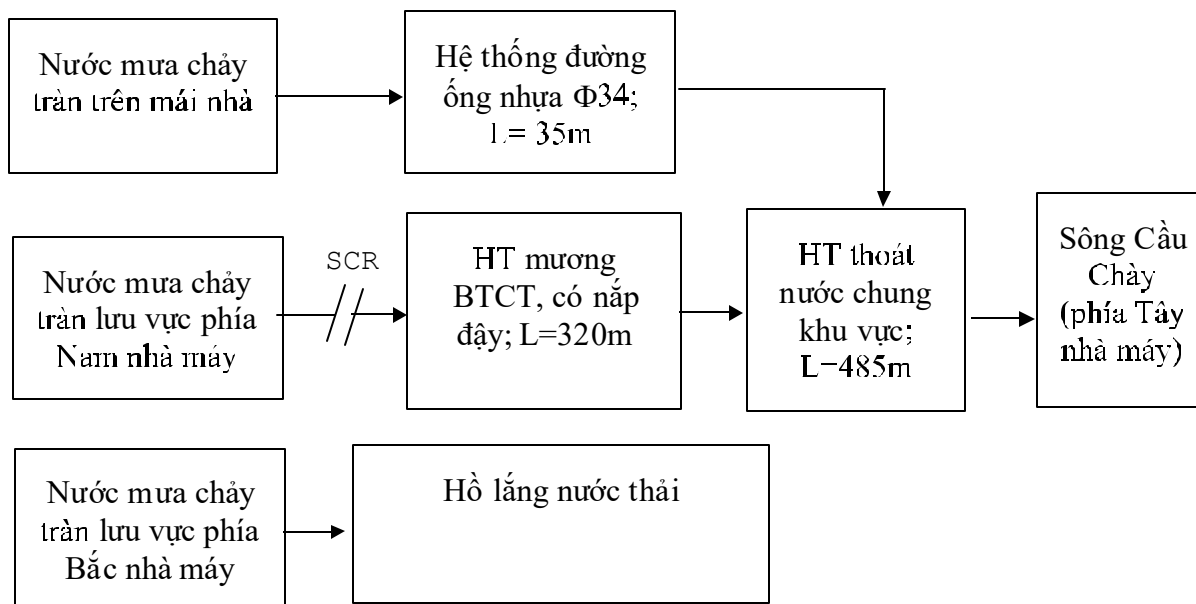 Nước mưa chảy
tràn trên mái nhà
Hệ thống đường
ống nhựa Φ34;
L= 35m
Nước mưa chảy
tràn lưu vực phía
Nam nhà máy
SCR
HT mương
BTCT, có nắp
đậy; L=320m
HT thoát
nước chung
khu vực;
L=485m
Sông Cầu
Chày
(phía Tây
nhà máy)
Nước mưa chảy
tràn lưu vực phía
Bắc nhà máy
Hồ lắng nước thải